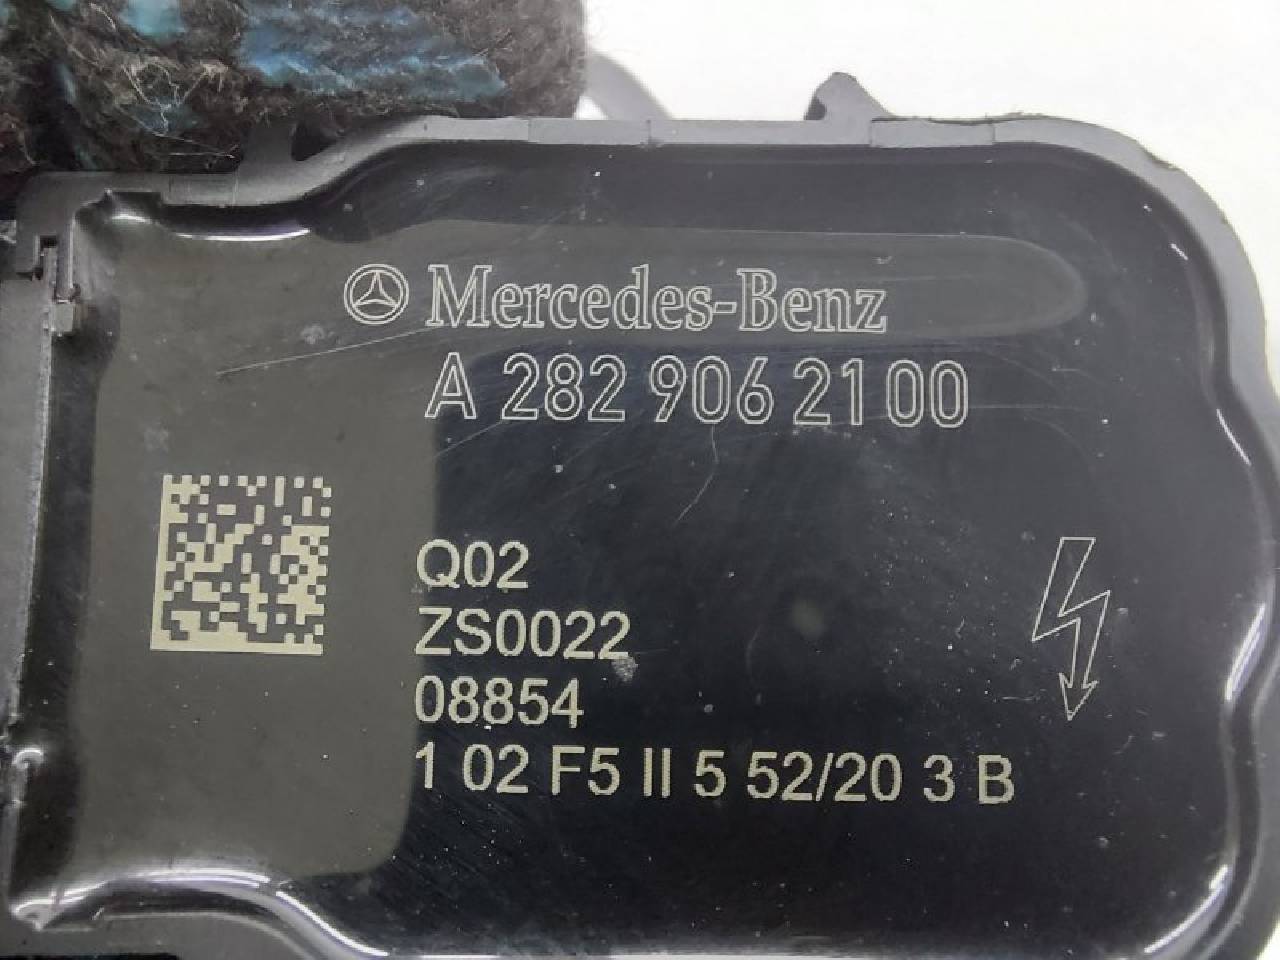 Mercedes-Benz
A 282 906 21 00
Q02
ZS0022
08854
1 02 F5 II 5 52/20 3 B